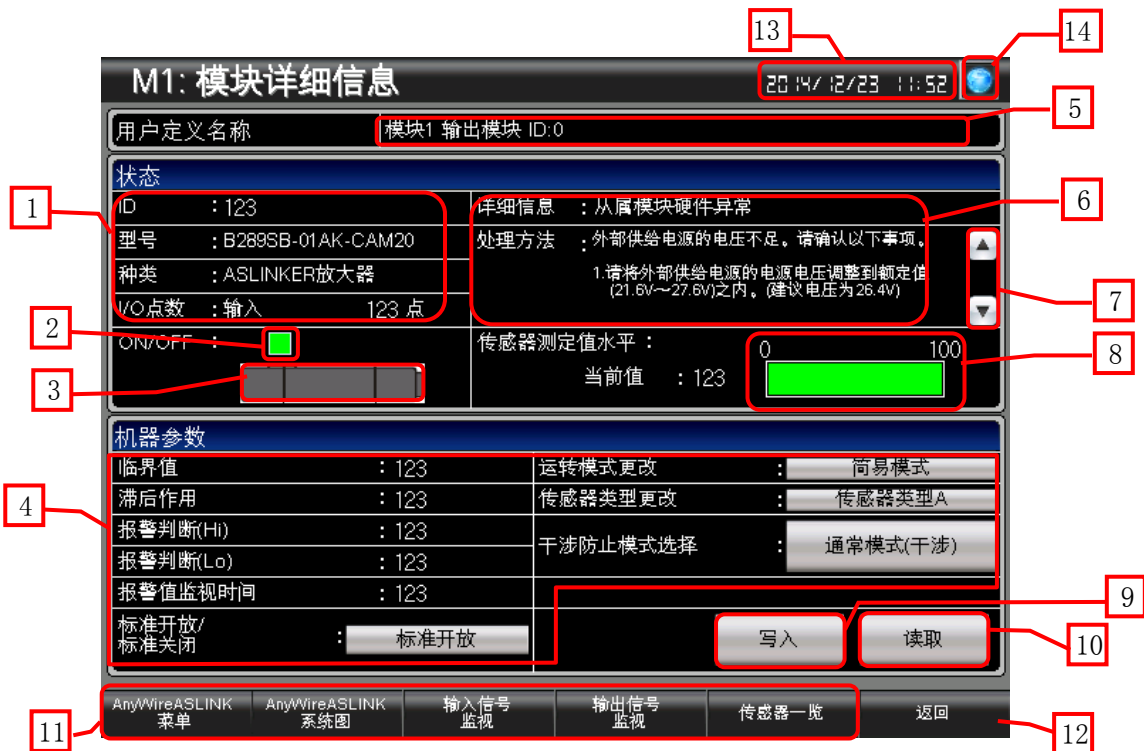 13
14
M1: 模块详细信息
2014/12/23 11:52
5
用户定义名称 模块1 输出模块 ID:0
状态
1
6
ID : 123
详细信息 : 从属模块硬件异常
型号 : B289SB-01AK-CAM20
处理方法 : 外部供给电源的电压不足。请确认以下事项。
种类 : ASLINKER放大器
1.请将外部供给电源的电源电压调整到额定值
(21.6V～27.6V)之内。(建议电压为26.4V)
I/O点数 : 输入 123 点
7
2
ON/OFF :
传感器测定值水平 :
0 100
8
3
当前值 : 123
机器参数
4
临界值 : 123
运转模式更改 : 简易模式
滞后作用 : 123
传感器类型更改 : 传感器类型A
报警判断(Hi) : 123
干涉防止模式选择 : 通常模式(干涉)
报警判断(Lo) : 123
报警值监视时间 : 123
9
标准开放/
标准关闭 : 标准开放
写入
读取
10
AnyWireASLINK
菜单
AnyWireASLINK
系统图
输入信号
监视
输出信号
监视
传感器一览
返回
11
12